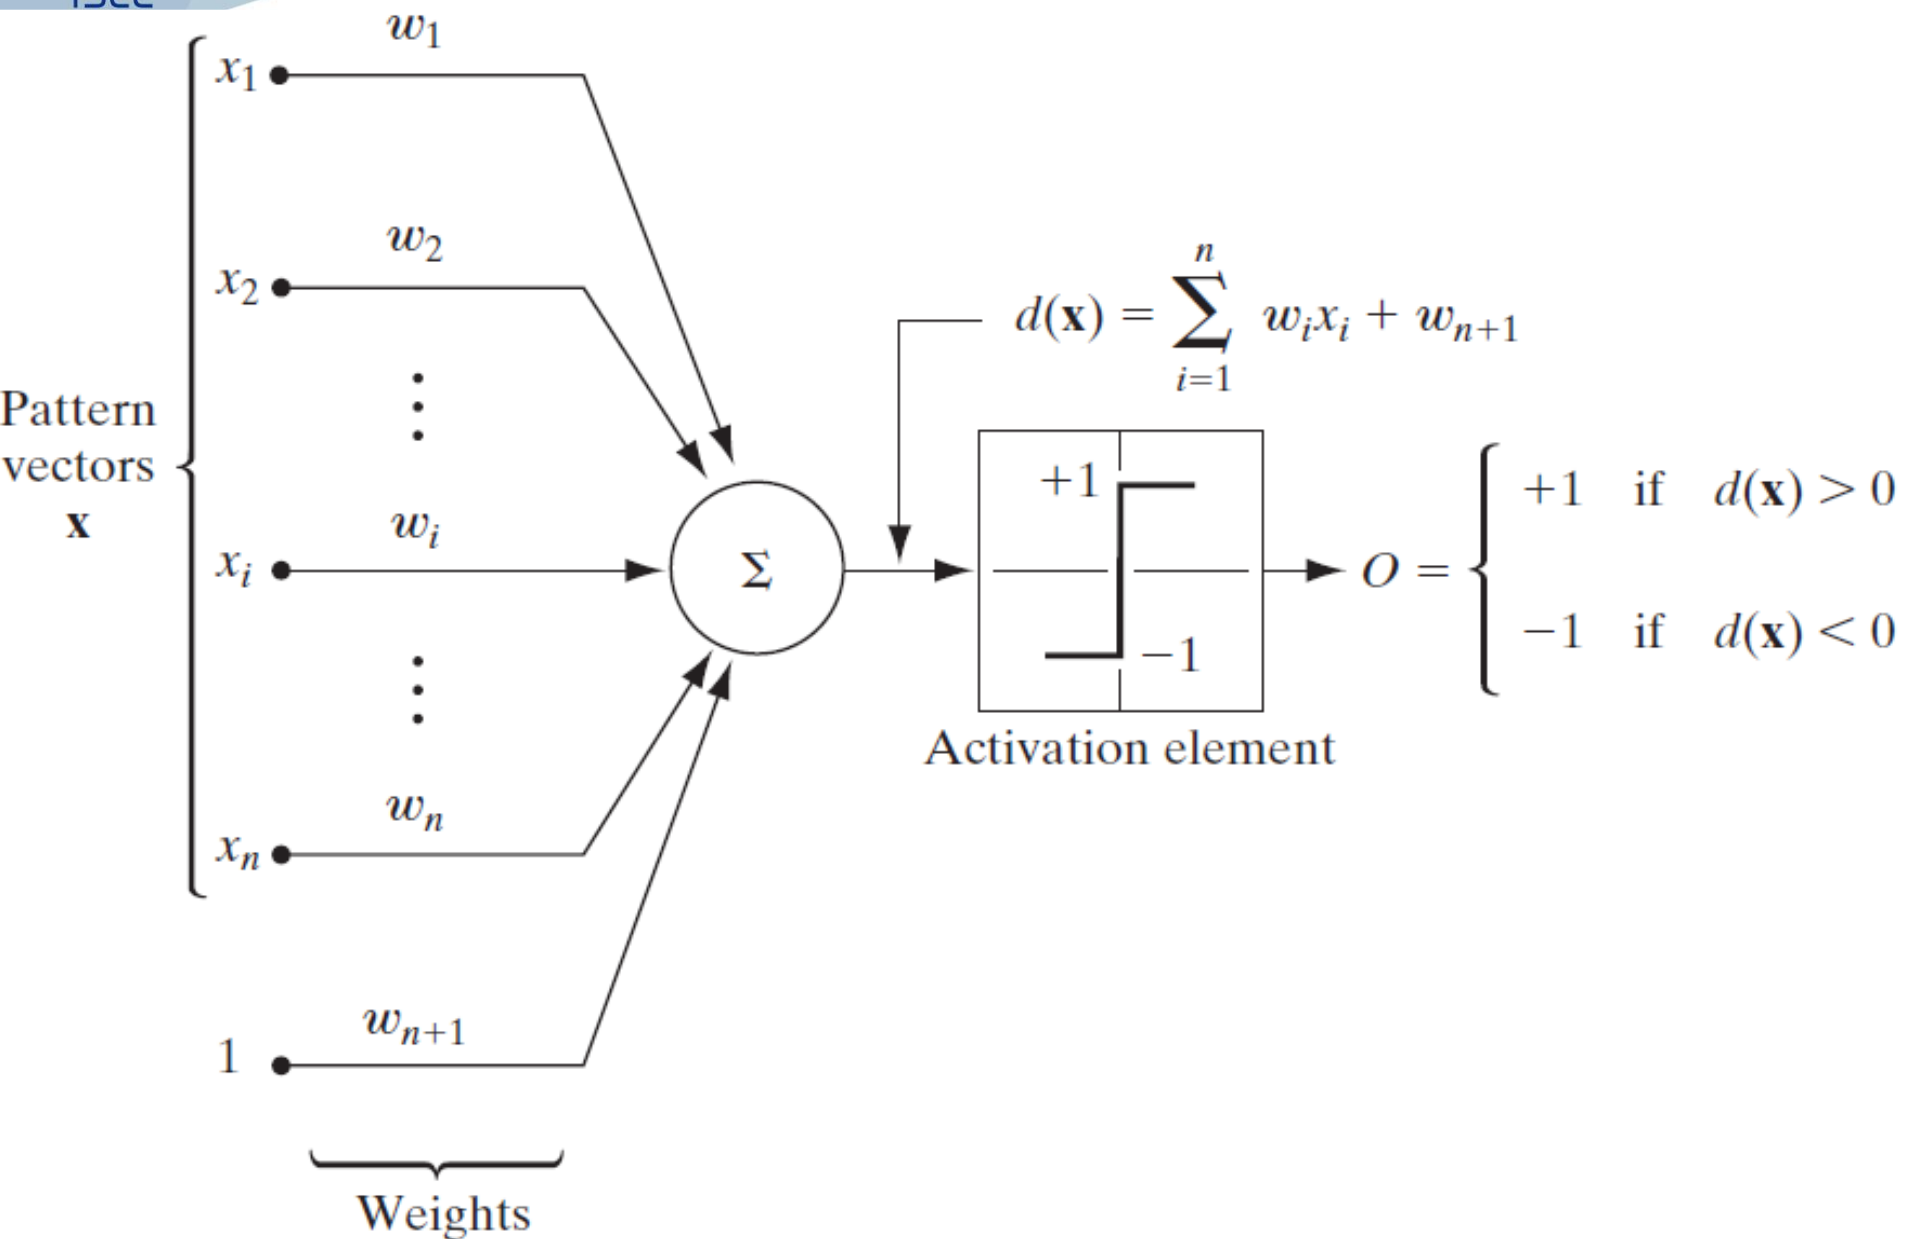 w₁
x₁
w₂
x₂
d(x) = ∑ⁿᵢ₌₁ wᵢxᵢ + wₙ₊₁
Pattern
vectors
x
wᵢ
xᵢ
Σ
+1
−1
Activation element
O = { +1 if d(x) > 0
−1 if d(x) < 0
wₙ
xₙ
wₙ₊₁
1
Weights